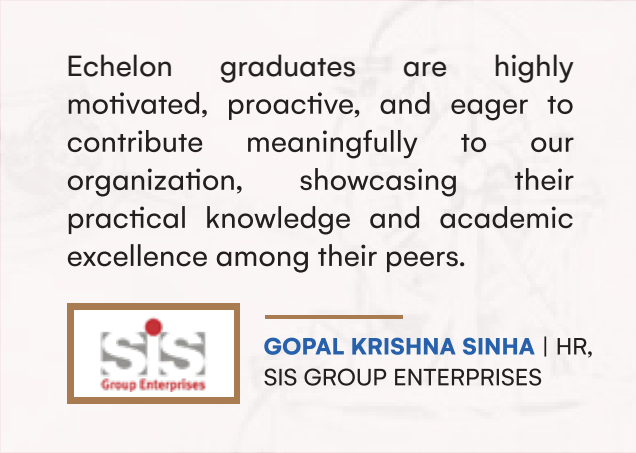 Echelon graduates are highly
motivated, proactive, and eager to
contribute meaningfully to our
organization, showcasing their
practical knowledge and academic
excellence among their peers.
sis
Group Enterprises
GOPAL KRISHNA SINHA | HR,
SIS GROUP ENTERPRISES